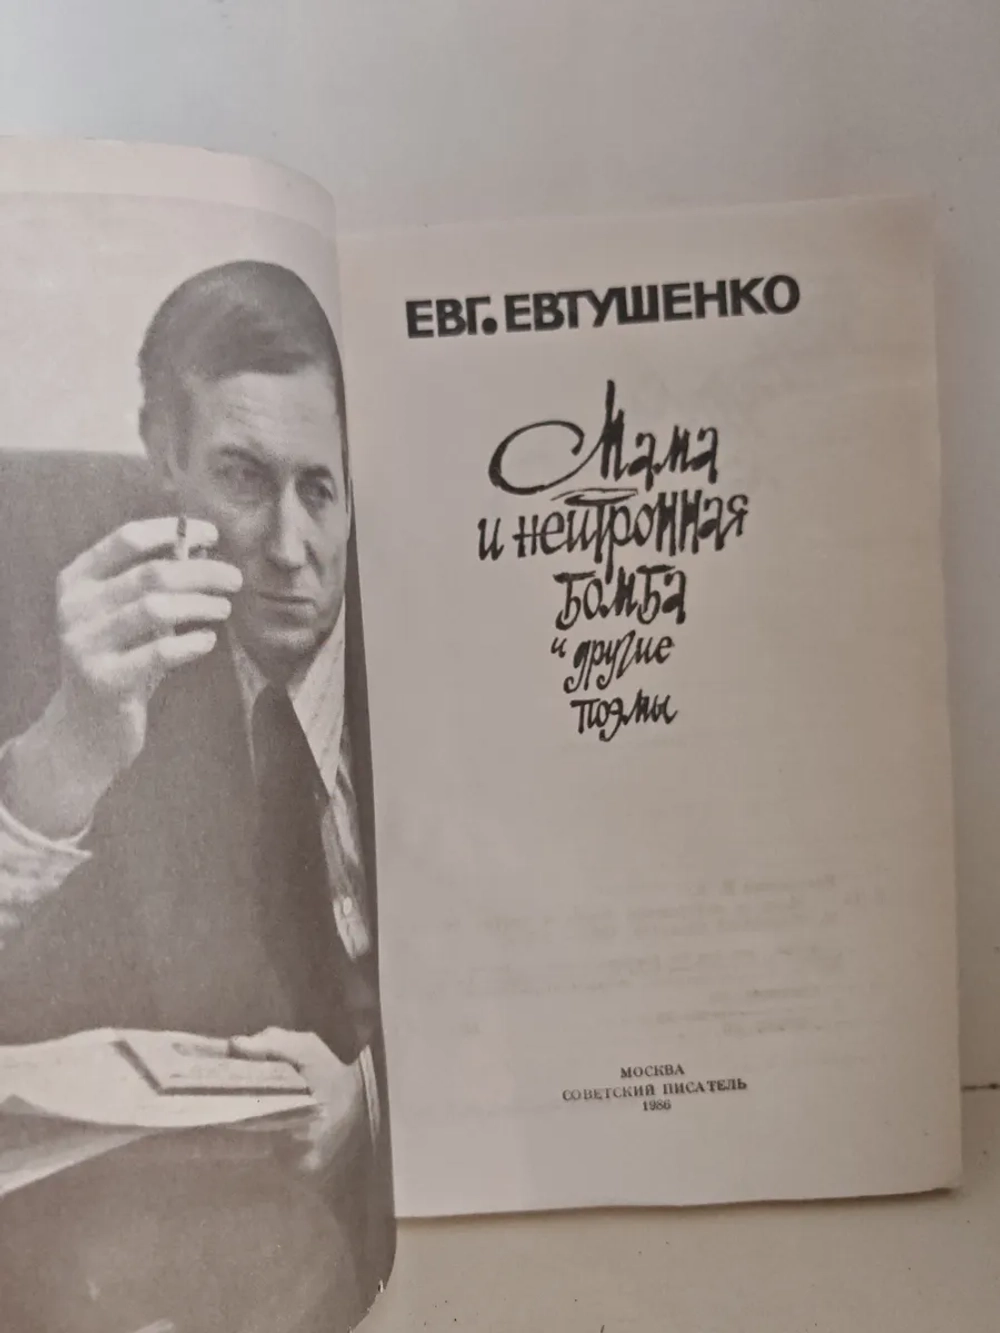 ЕВГ. ЕВТУШЕНКО
Мама
и нейтронная
бомба
и другие
поэмы
МОСКВА
СОВЕТСКИЙ ПИСАТЕЛЬ
1986